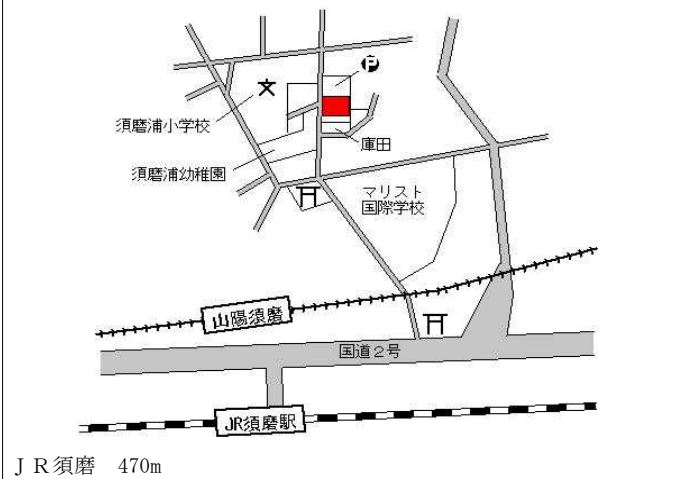 P
須磨浦小学校
庫田
須磨浦幼稚園
マリスト
国際学校
山陽須磨
国道２号
JR須磨駅
ＪＲ須磨　470m